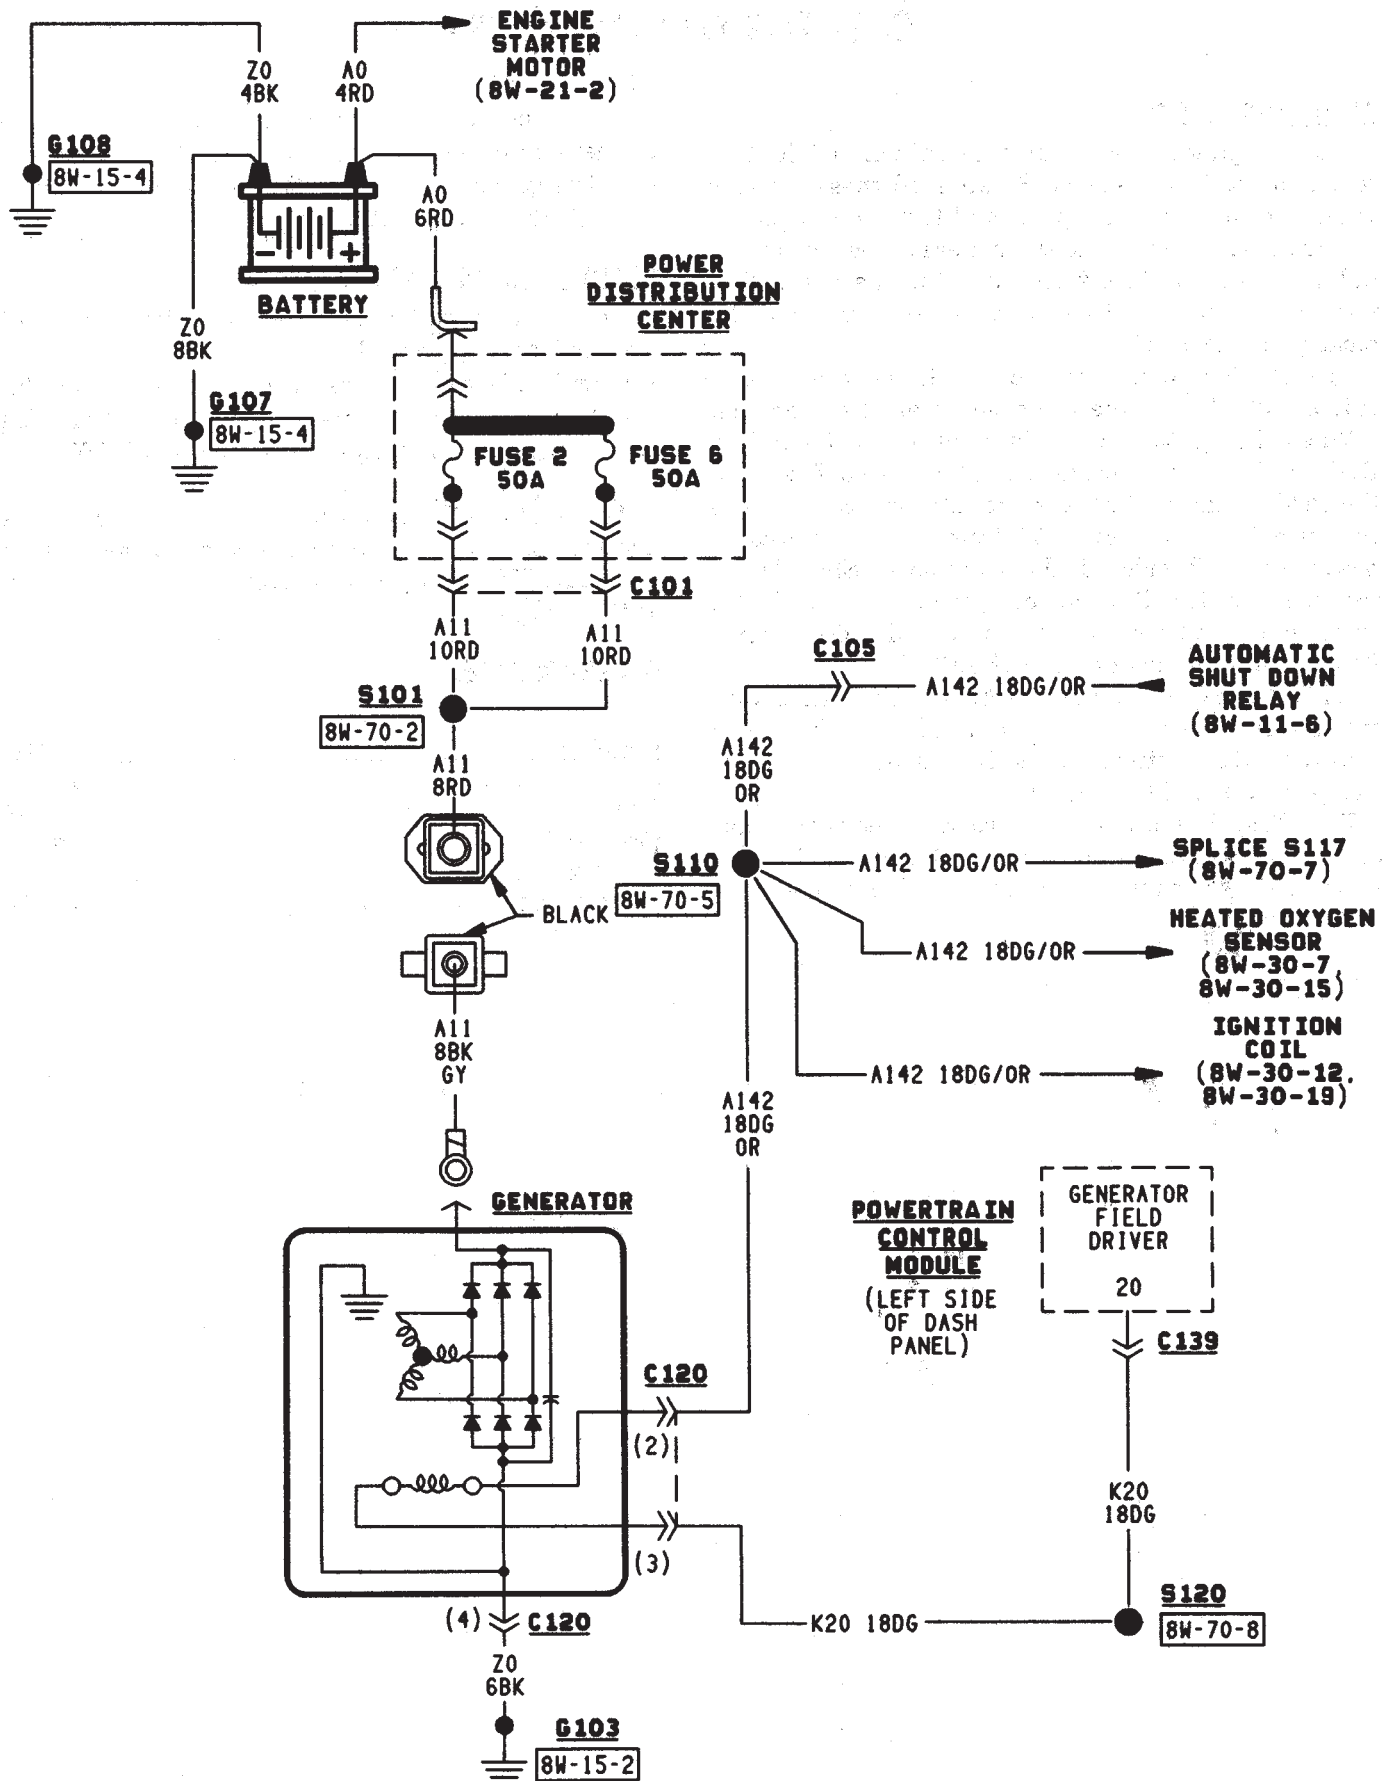 ENGINE
STARTER
MOTOR
(8W-21-2)
Z0
4BK
A0
4RD
G108
8W-15-4
A0
6RD
- +
BATTERY
POWER
DISTRIBUTION
CENTER
Z0
8BK
G107
8W-15-4
FUSE 2
50A
FUSE 6
50A
C101
A11
10RD
A11
10RD
S101
8W-70-2
A11
8RD
C105
A142 18DG/OR
AUTOMATIC
SHUT DOWN
RELAY
(8W-11-6)
A142
18DG
OR
S110
8W-70-5
A142 18DG/OR
SPLICE S117
(8W-70-7)
BLACK
A142 18DG/OR
HEATED OXYGEN
SENSOR
(8W-30-7,
8W-30-15)
A11
8BK
GY
A142 18DG/OR
IGNITION
COIL
(8W-30-12,
8W-30-19)
A142
18DG
OR
GENERATOR
POWERTRAIN
CONTROL
MODULE
(LEFT SIDE
OF DASH
PANEL)
GENERATOR
FIELD
DRIVER
20
C139
C120
(2)
(3)
K20
18DG
K20 18DG
S120
8W-70-8
(4)
C120
Z0
6BK
G103
8W-15-2